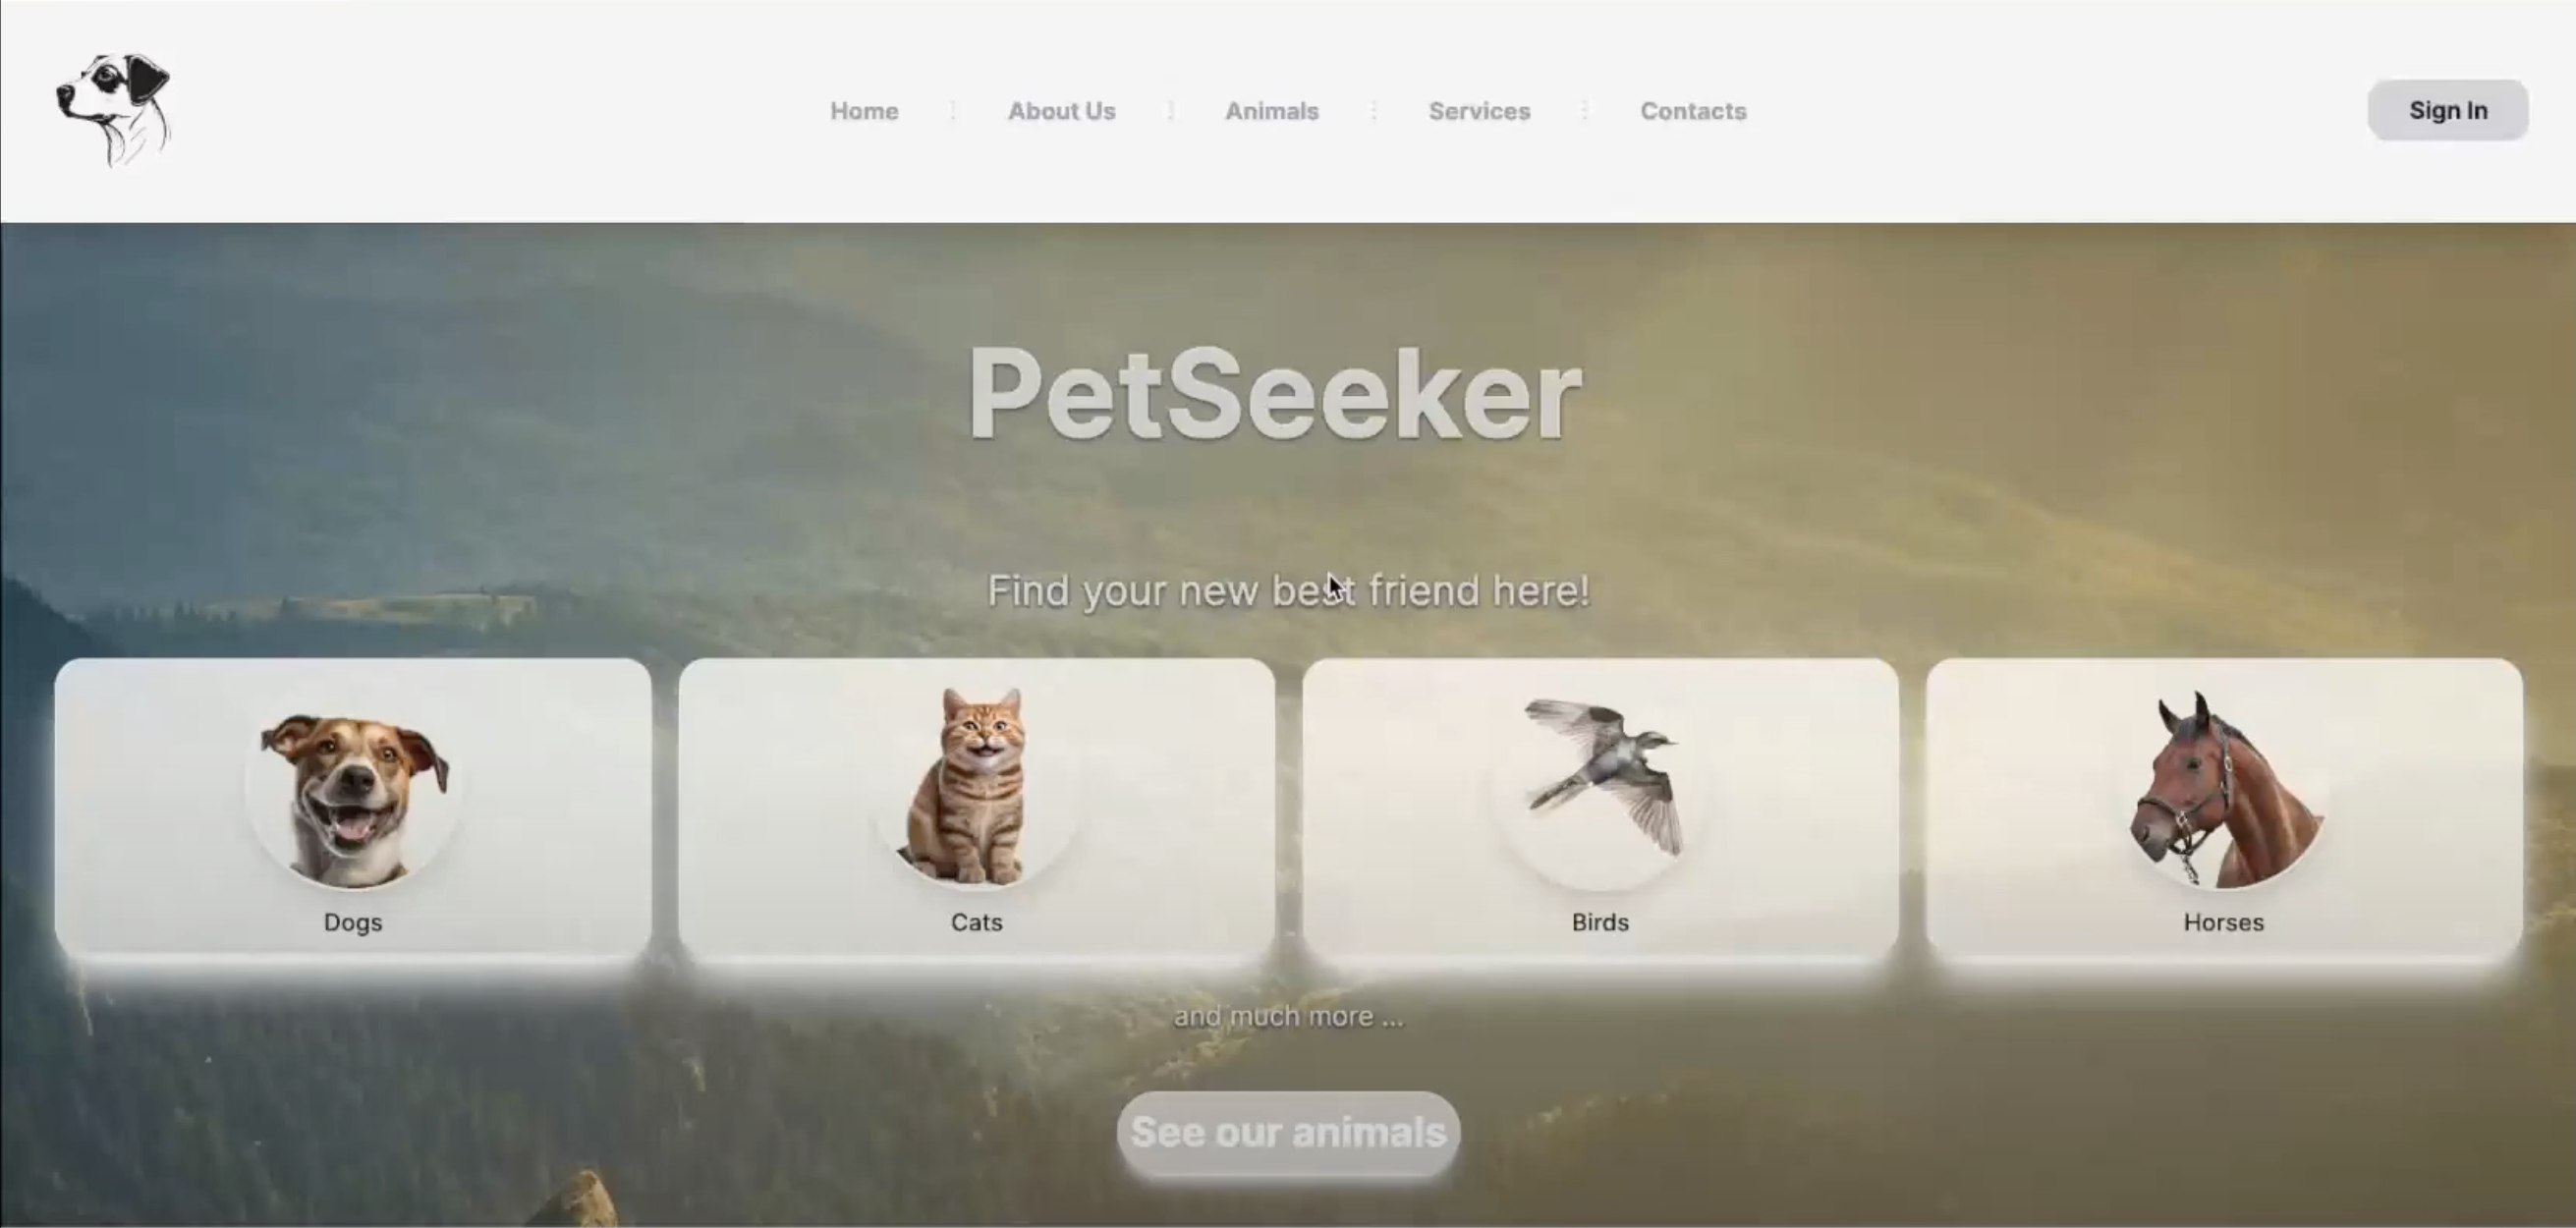 Home About Us Animals Services Contacts Sign In
PetSeeker
Find your new best friend here!
Dogs Cats Birds Horses
and much more ...
See our animals